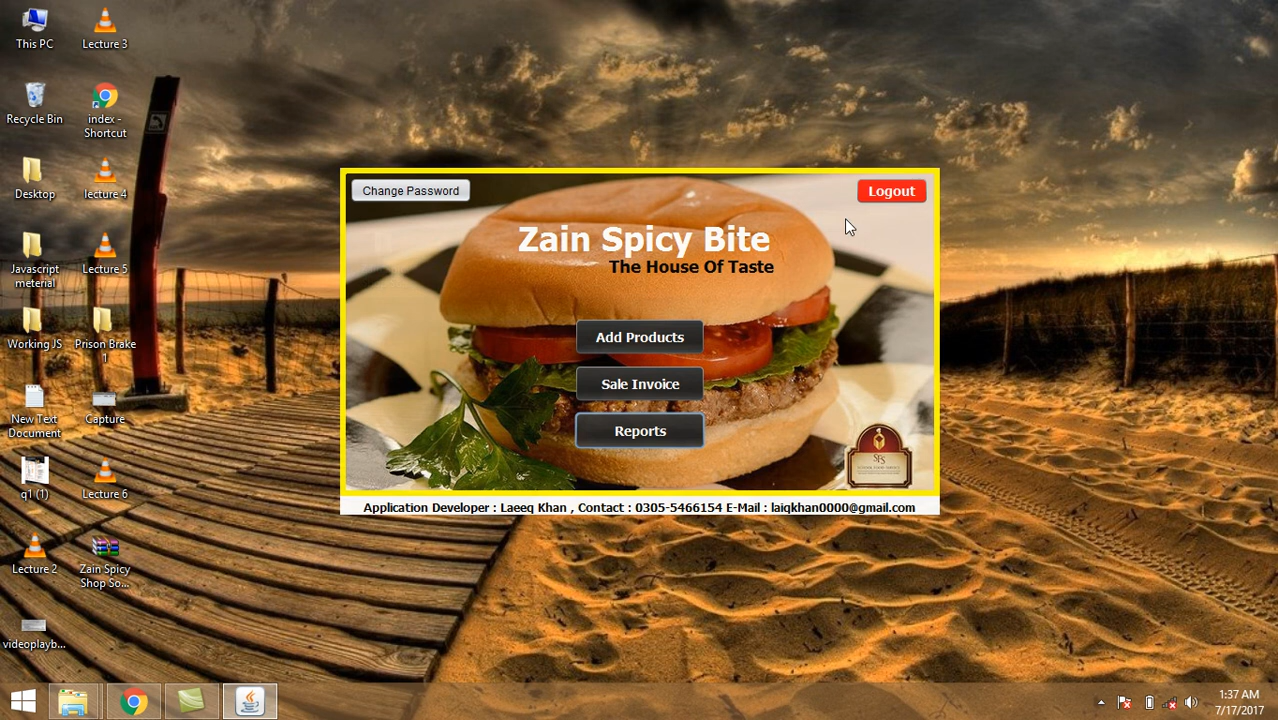 This PC
Lecture 3
Recycle Bin
index -
Shortcut
Desktop
lecture 4
Javascript
meterial
Lecture 5
Working JS
Prison Brake
1
New Text
Document
Capture
q1 (1)
Lecture 6
Lecture 2
Zain Spicy
Shop So...
videoplayb...
Change Password
Logout
Zain Spicy Bite
The House Of Taste
Add Products
Sale Invoice
Reports
SFS
Application Developer : Laeeq Khan , Contact : 0305-5466154 E-Mail : laiqkhan0000@gmail.com
1:37 AM
7/17/2017